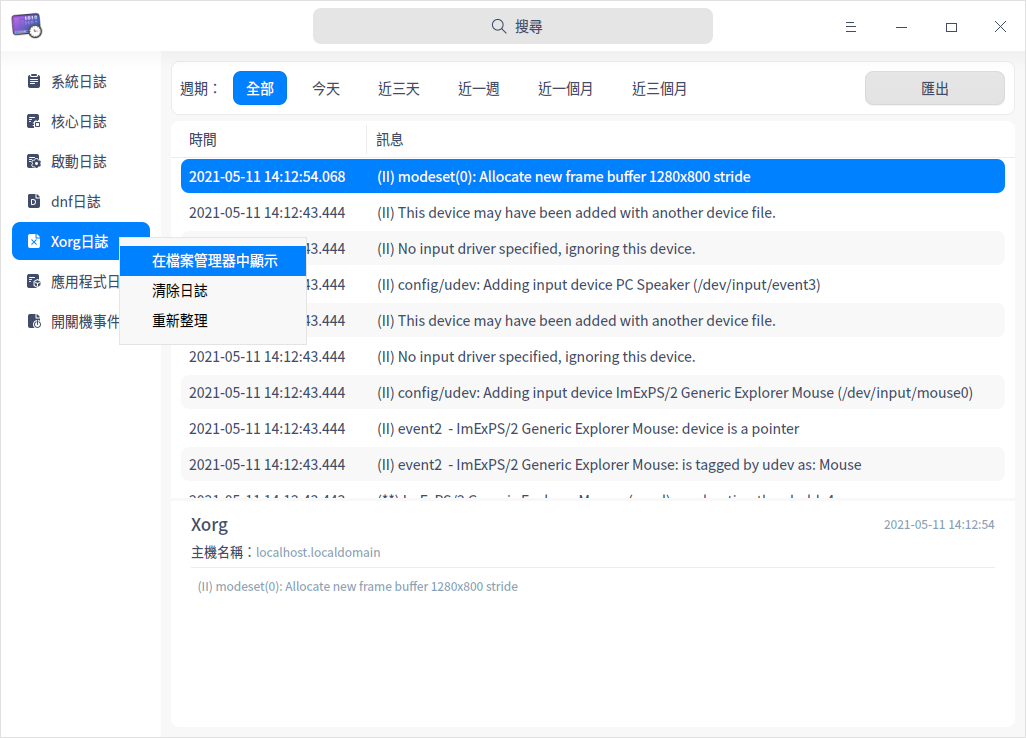 搜尋
系統日誌
核心日誌
啟動日誌
dnf日誌
Xorg日誌
應用程式日
開關機事件
在檔案管理器中顯示
清除日誌
重新整理
週期： 全部 今天 近三天 近一週 近一個月 近三個月 匯出
時間 訊息
2021-05-11 14:12:54.068 (II) modeset(0): Allocate new frame buffer 1280x800 stride
2021-05-11 14:12:43.444 (II) This device may have been added with another device file.
43.444 (II) No input driver specified, ignoring this device.
43.444 (II) config/udev: Adding input device PC Speaker (/dev/input/event3)
43.444 (II) This device may have been added with another device file.
2021-05-11 14:12:43.444 (II) No input driver specified, ignoring this device.
2021-05-11 14:12:43.444 (II) config/udev: Adding input device ImExPS/2 Generic Explorer Mouse (/dev/input/mouse0)
2021-05-11 14:12:43.444 (II) event2 - ImExPS/2 Generic Explorer Mouse: device is a pointer
2021-05-11 14:12:43.444 (II) event2 - ImExPS/2 Generic Explorer Mouse: is tagged by udev as: Mouse
Xorg 2021-05-11 14:12:54
主機名稱：localhost.localdomain
(II) modeset(0): Allocate new frame buffer 1280x800 stride